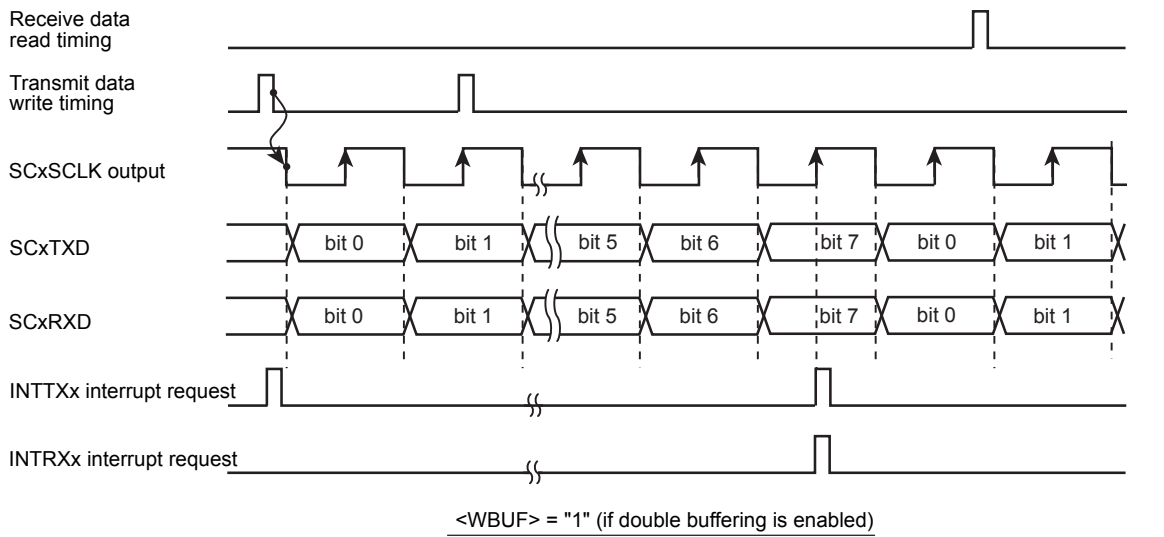 Receive data
read timing
Transmit data
write timing
SCxSCLK output
SCxTXD
bit 0
bit 1
bit 5
bit 6
bit 7
bit 0
bit 1
SCxRXD
bit 0
bit 1
bit 5
bit 6
bit 7
bit 0
bit 1
INTTXx interrupt request
INTRXx interrupt request
<WBUF> = "1" (if double buffering is enabled)